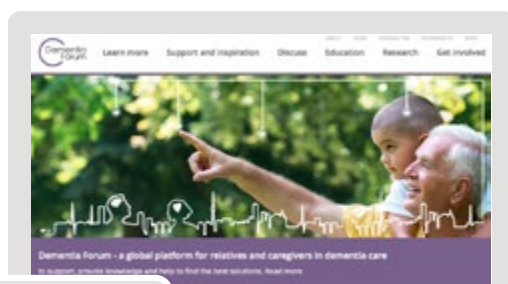 Dementia
Forum
Learn more Support and inspiration Discuss Education Research Get involved
Dementia Forum - a global platform for relatives and caregivers in dementia care
to support, provide knowledge and help to find the best solutions. Read more